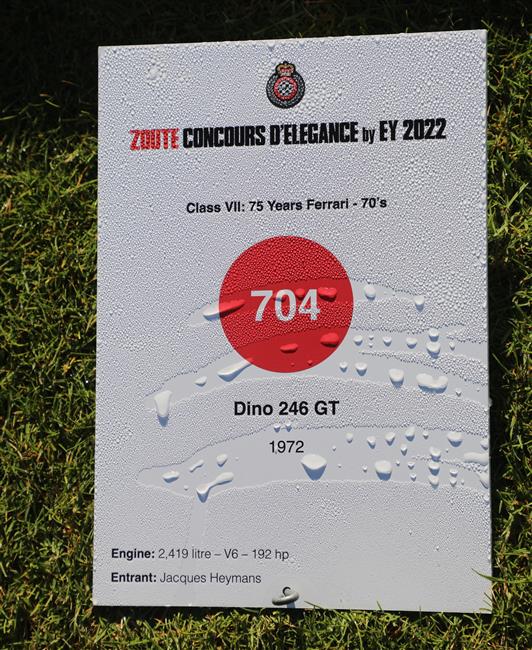 ZOUTE CONCOURS D'ELEGANCE by EY 2022
Class VII: 75 Years Ferrari - 70's
704
Dino 246 GT
1972
Engine: 2,419 litre – V6 – 192 hp
Entrant: Jacques Heymans